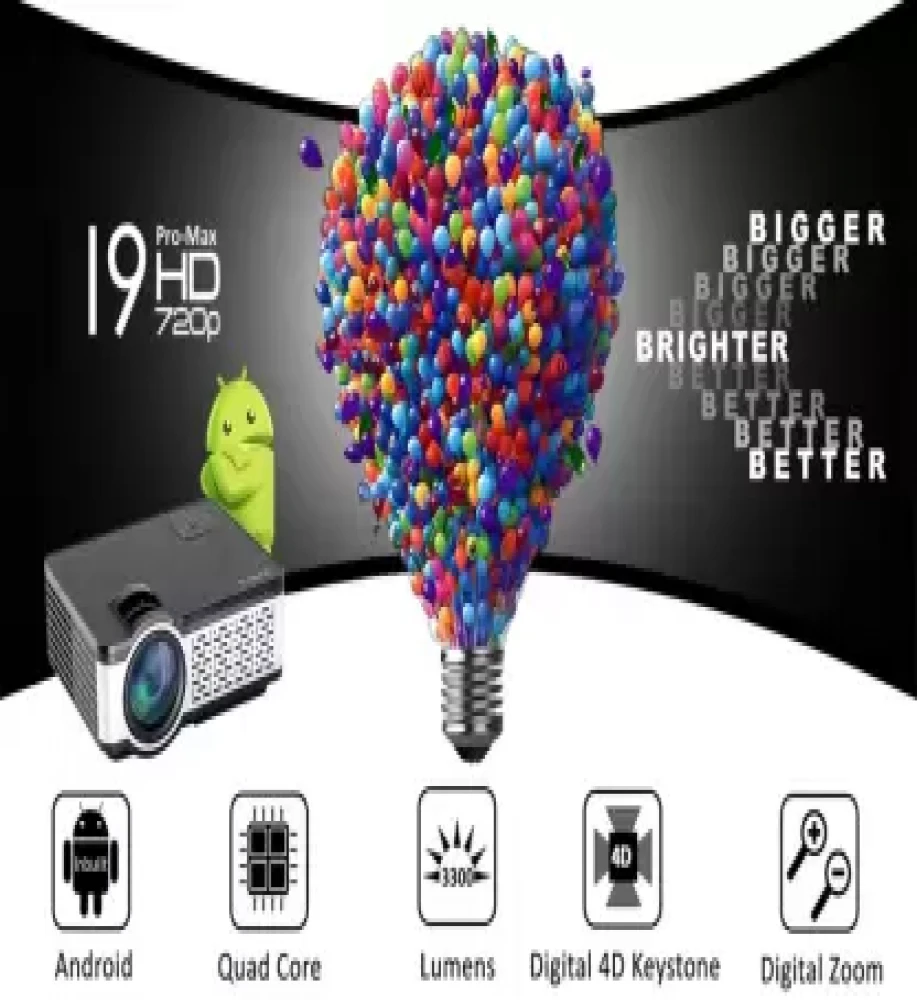 i9 Pro-Max
HD
720p
BIGGER
BIGGER
BIGGER
BIGGER
BRIGHTER
BETTER
BETTER
BETTER
BETTER
Inbuilt
3300
4D
Android
Quad Core
Lumens
Digital 4D Keystone
Digital Zoom